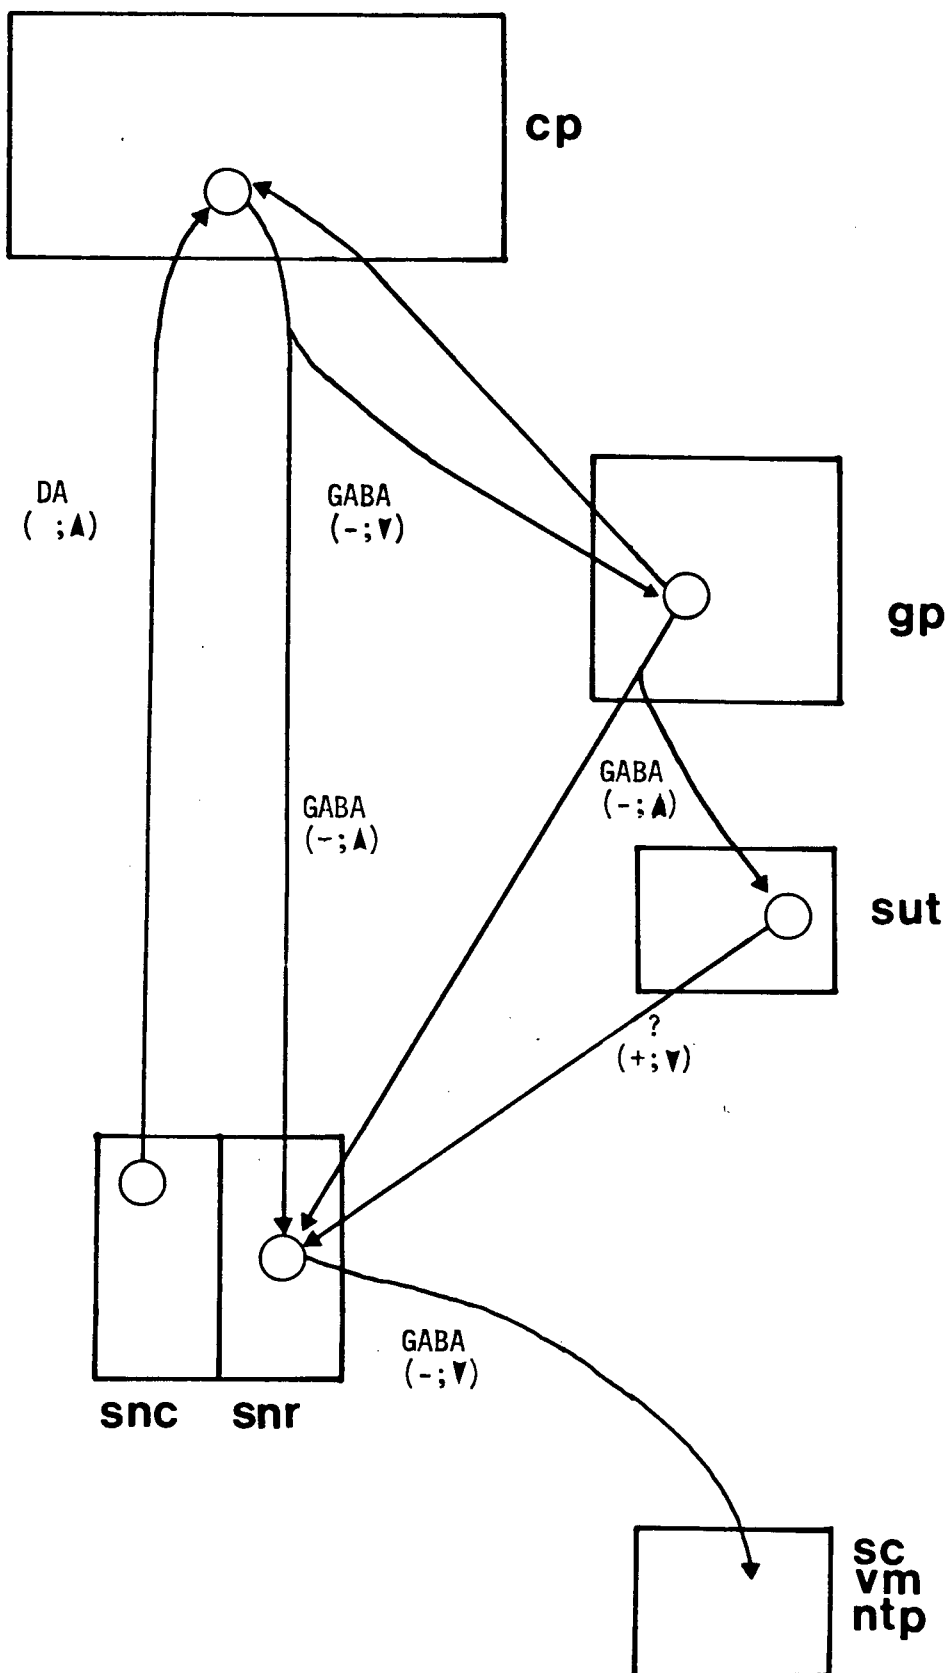 cp
DA
( ;▲)
GABA
(-;▼)
gp
GABA
(-;▲)
GABA
(-;▲)
sut
?
(+;▼)
GABA
(-;▼)
snc snr
sc
vm
ntp